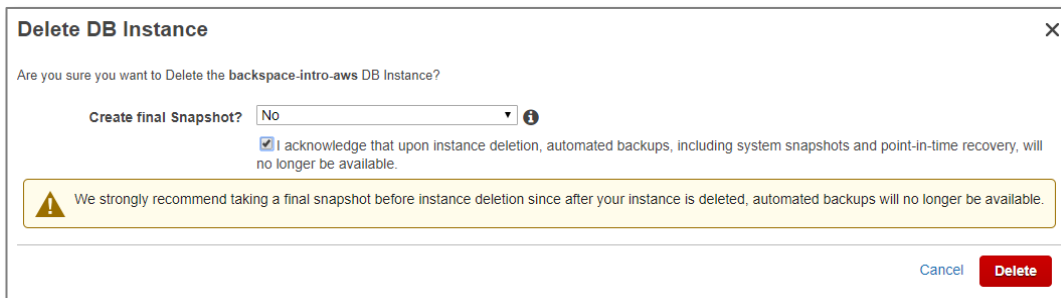 Delete DB Instance
Are you sure you want to Delete the backspace-intro-aws DB Instance?
Create final Snapshot? No
I acknowledge that upon instance deletion, automated backups, including system snapshots and point-in-time recovery, will
no longer be available.
We strongly recommend taking a final snapshot before instance deletion since after your instance is deleted, automated backups will no longer be available.
Cancel Delete